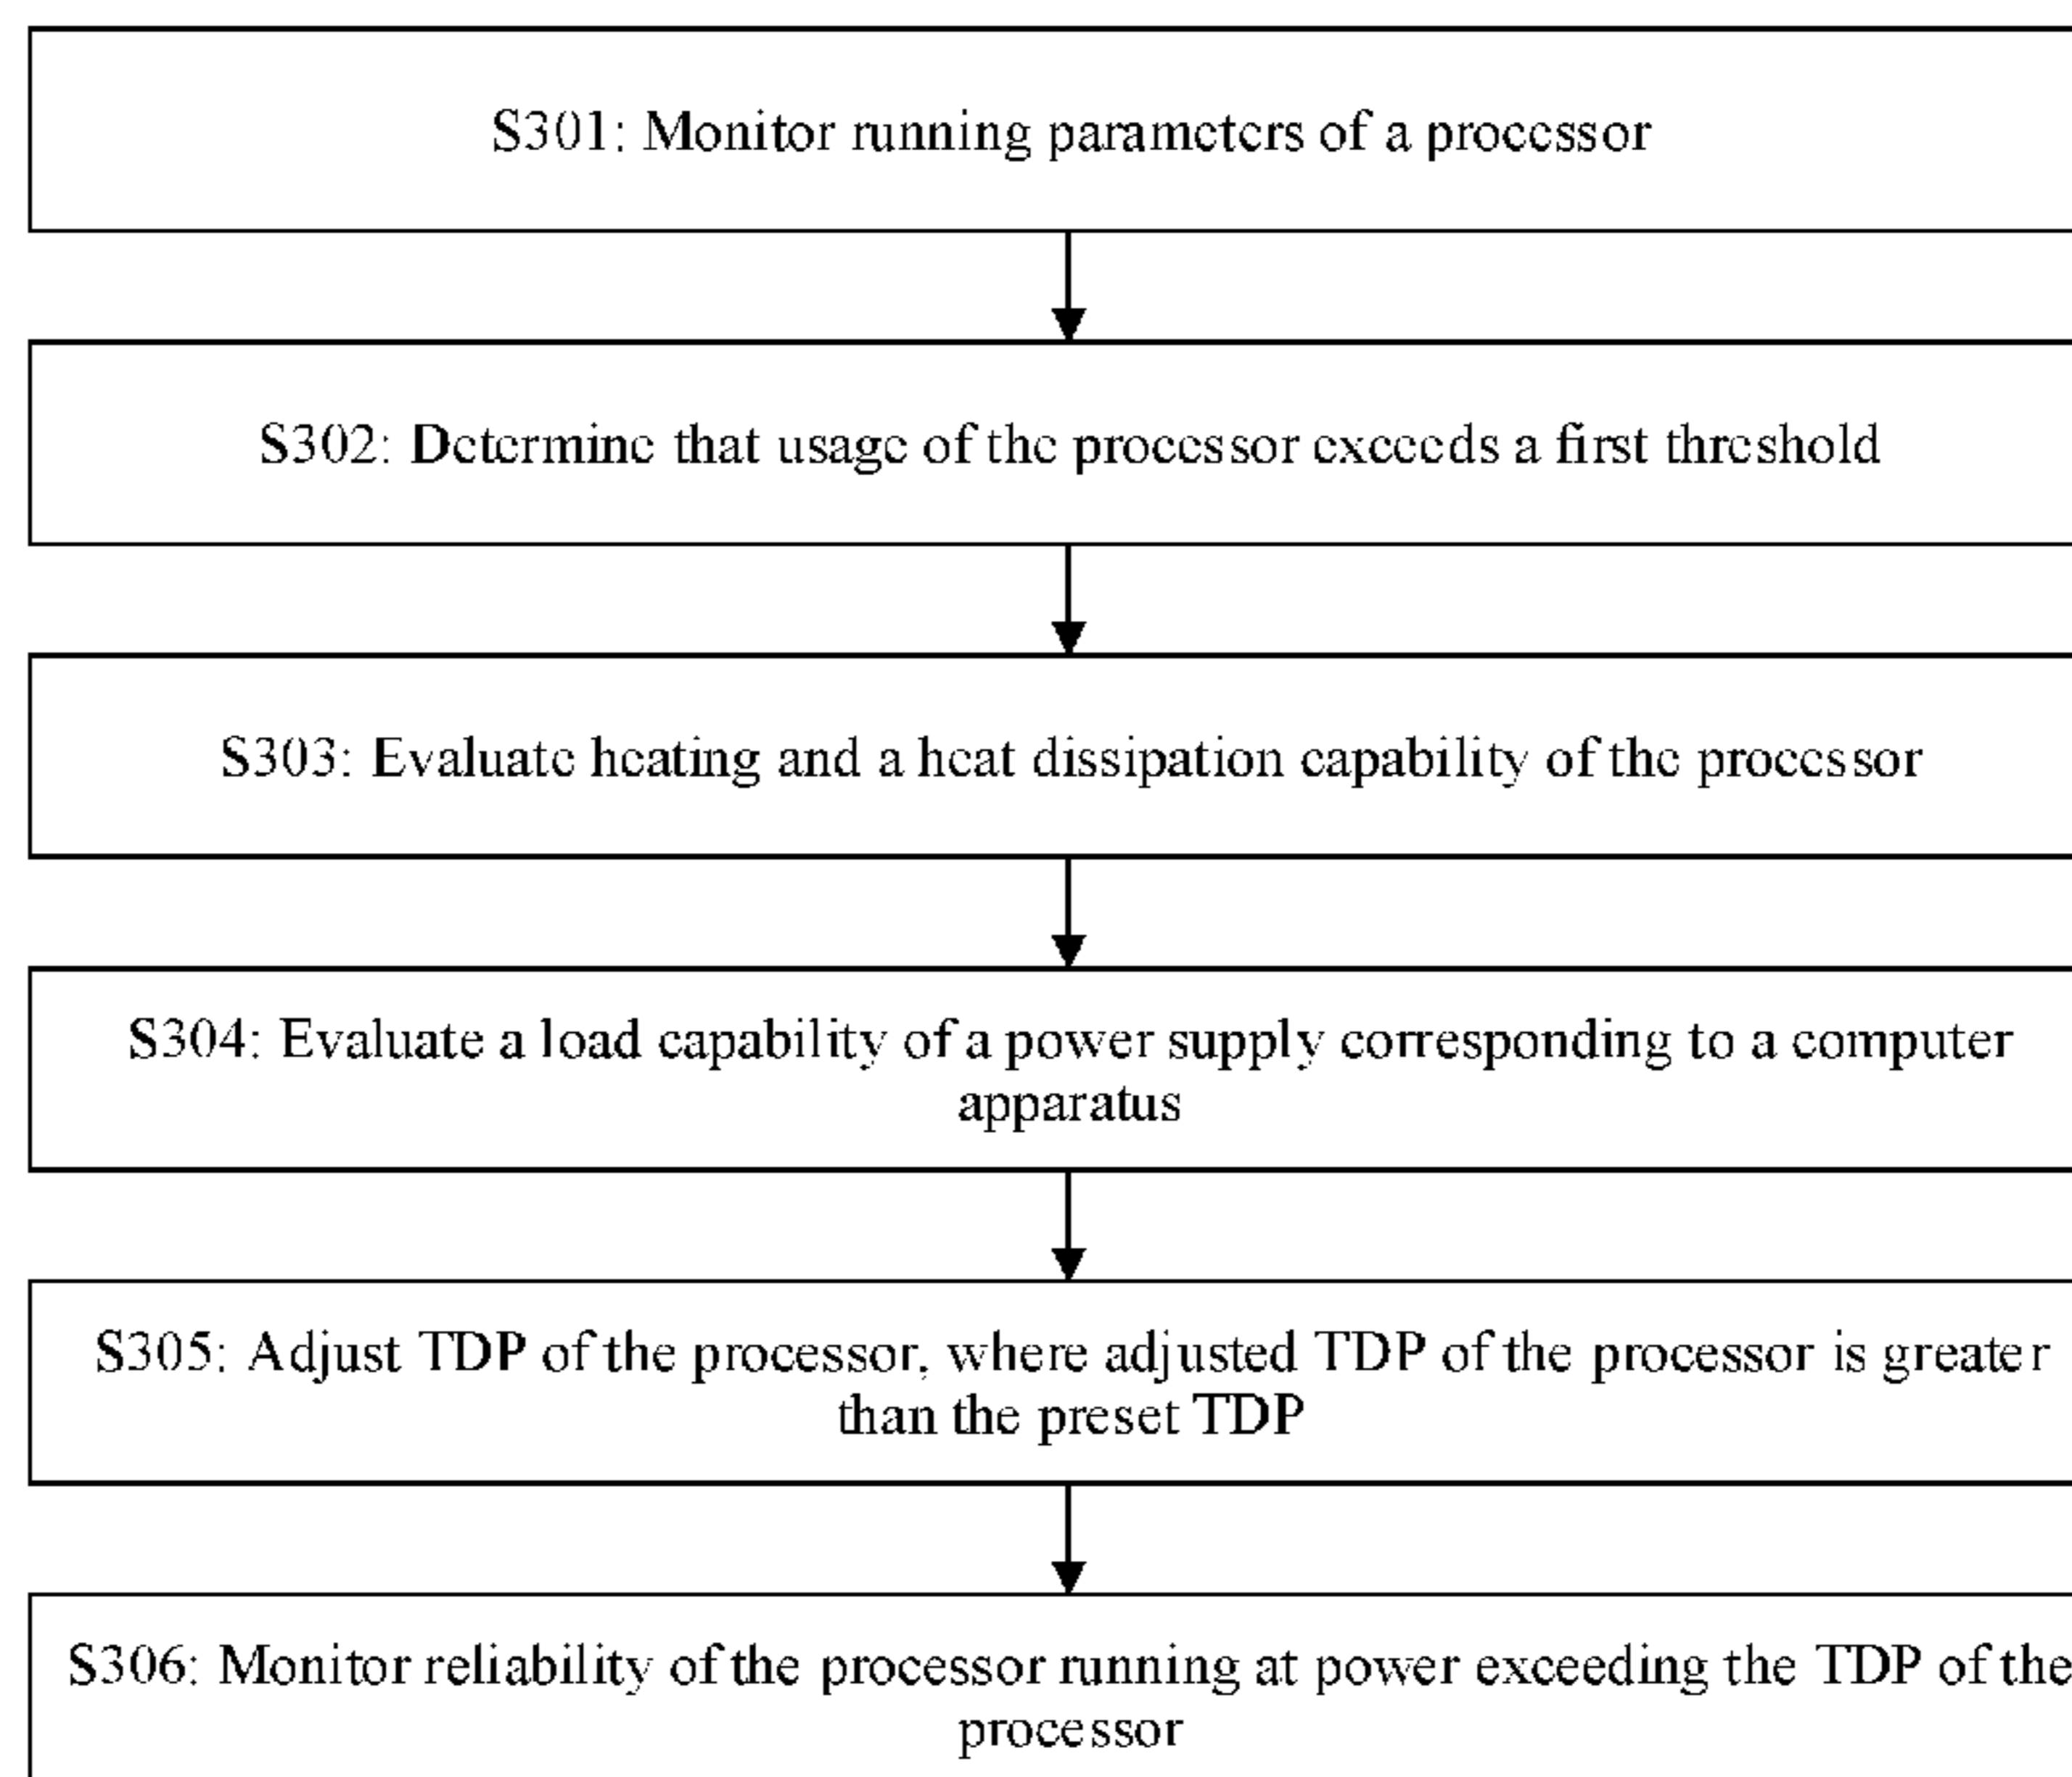 S301: Monitor running parameters of a processor
S302: Determine that usage of the processor exceeds a first threshold
S303: Evaluate heating and a heat dissipation capability of the processor
S304: Evaluate a load capability of a power supply corresponding to a computer
apparatus
S305: Adjust TDP of the processor, where adjusted TDP of the processor is greater
than the preset TDP
S306: Monitor reliability of the processor running at power exceeding the TDP of the
processor